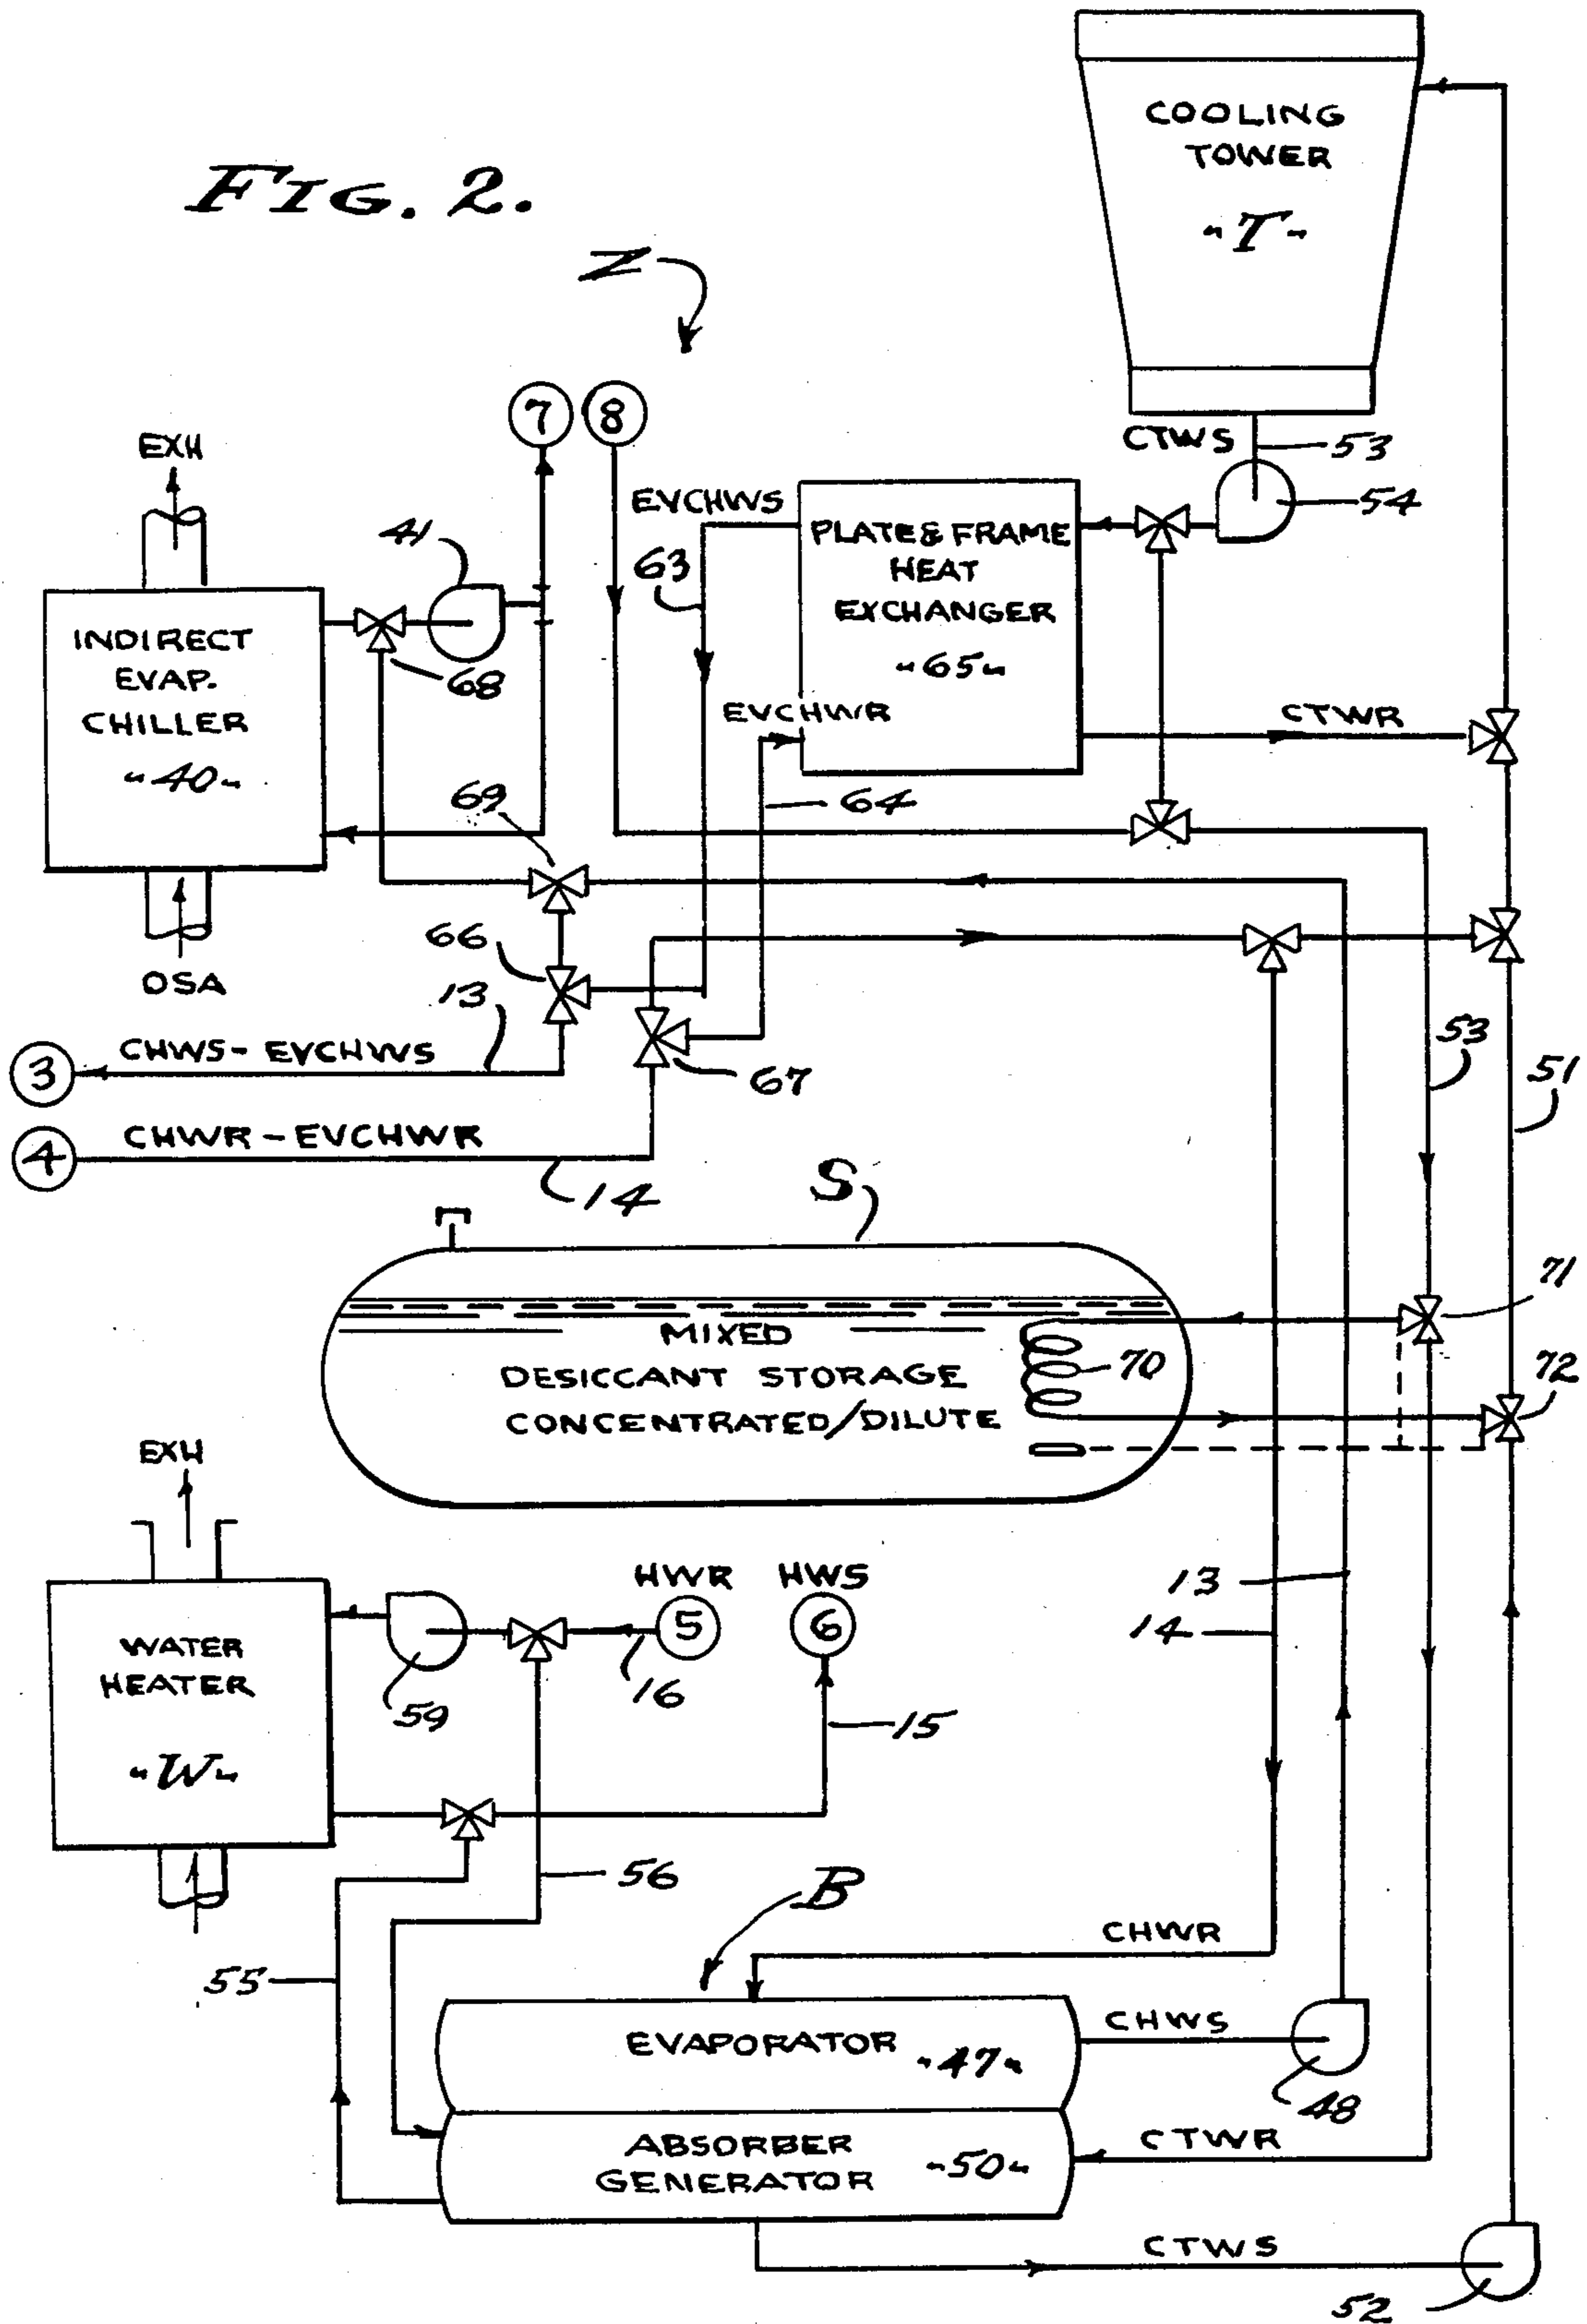 COOLING
TOWER
"T"
FIG. 2.
Z
7
8
EXH
CTWS
53
54
EVCHWS
41
63
PLATE & FRAME
HEAT
EXCHANGER
"65"
INDIRECT
EVAP.
CHILLER
"40"
68
EVCHWR
CTWR
69
64
66
OSA
13
53
51
3
CHWS - EVCHWS
67
4
CHWR - EVCHWR
14
S
71
MIXED
DESICCANT STORAGE
CONCENTRATED/DILUTE
70
72
EXH
HWR
HWS
5
6
13
14
WATER
HEATER
"W"
59
16
15
56
B
CHWR
55
CHWS
EVAPORATOR
"47"
48
CTWR
ABSORBER
GENERATOR
"50"
CTWS
52